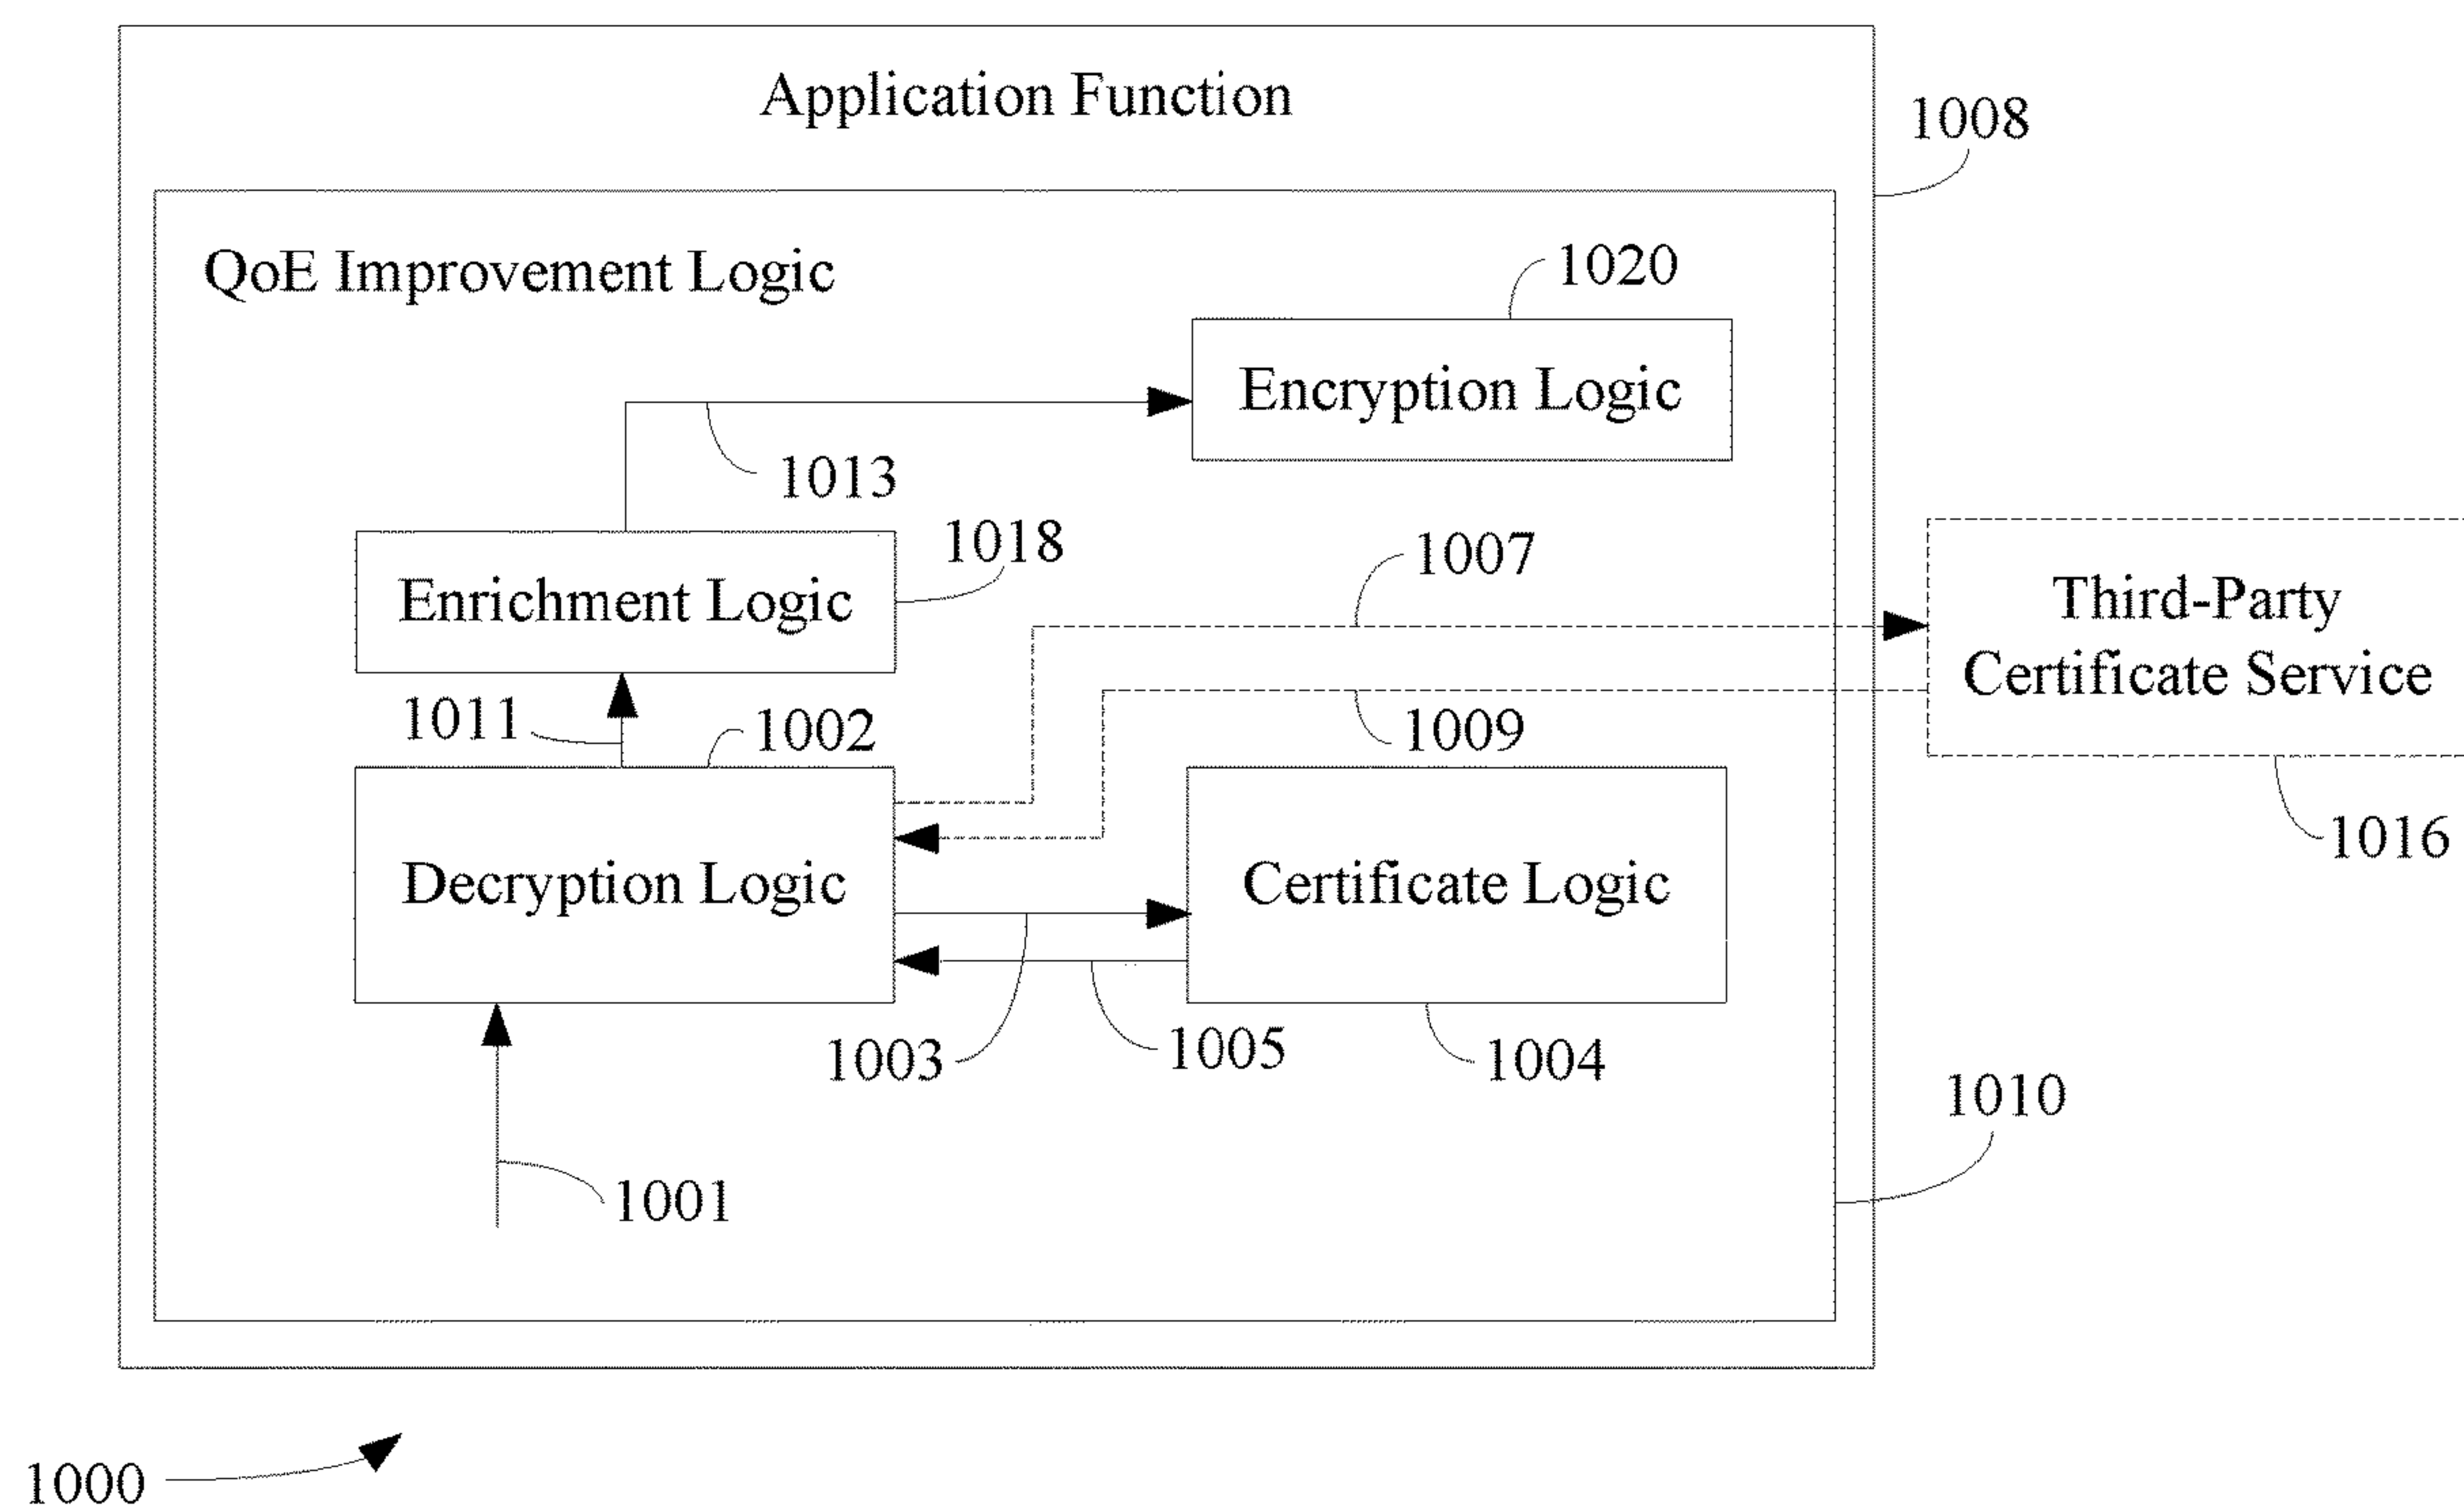 Application Function
1008
QoE Improvement Logic
1020
Encryption Logic
1013
1018
1007
Enrichment Logic
Third-Party
Certificate Service
1011
1002
1009
1016
Decryption Logic
Certificate Logic
1003
1005
1004
1010
1001
1000